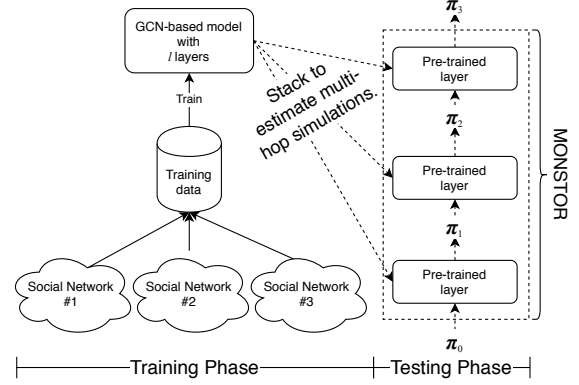 GCN-based model
with
l layers
Train
Training
data
Social Network
#1
Social Network
#2
Social Network
#3
Stack to
estimate multi-
hop simulations.
π3
Pre-trained
layer
π2
Pre-trained
layer
π1
Pre-trained
layer
π0
MONSTOR
Training Phase
Testing Phase